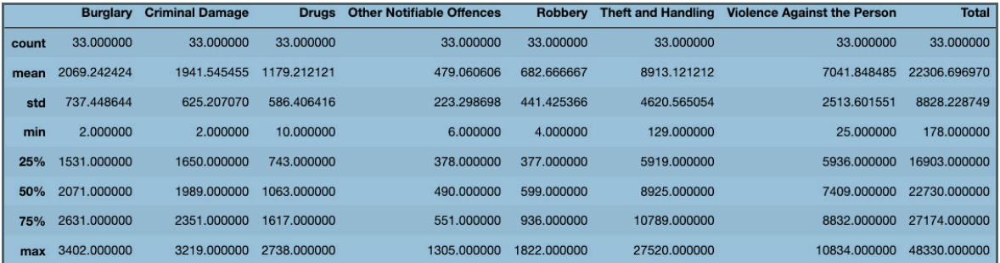 Burglary Criminal Damage Drugs Other Notifiable Offences Robbery Theft and Handling Violence Against the Person Total
count 33.000000 33.000000 33.000000 33.000000 33.000000 33.000000 33.000000 33.000000
mean 2069.242424 1941.545455 1179.212121 479.060606 682.666667 8913.121212 7041.848485 22306.696970
std 737.448644 625.207070 586.406416 223.298698 441.425366 4620.565054 2513.601551 8828.228749
min 2.000000 2.000000 10.000000 6.000000 4.000000 129.000000 25.000000 178.000000
25% 1531.000000 1650.000000 743.000000 378.000000 377.000000 5919.000000 5936.000000 16903.000000
50% 2071.000000 1989.000000 1063.000000 490.000000 599.000000 8925.000000 7409.000000 22730.000000
75% 2631.000000 2351.000000 1617.000000 551.000000 936.000000 10789.000000 8832.000000 27174.000000
max 3402.000000 3219.000000 2738.000000 1305.000000 1822.000000 27520.000000 10834.000000 48330.000000